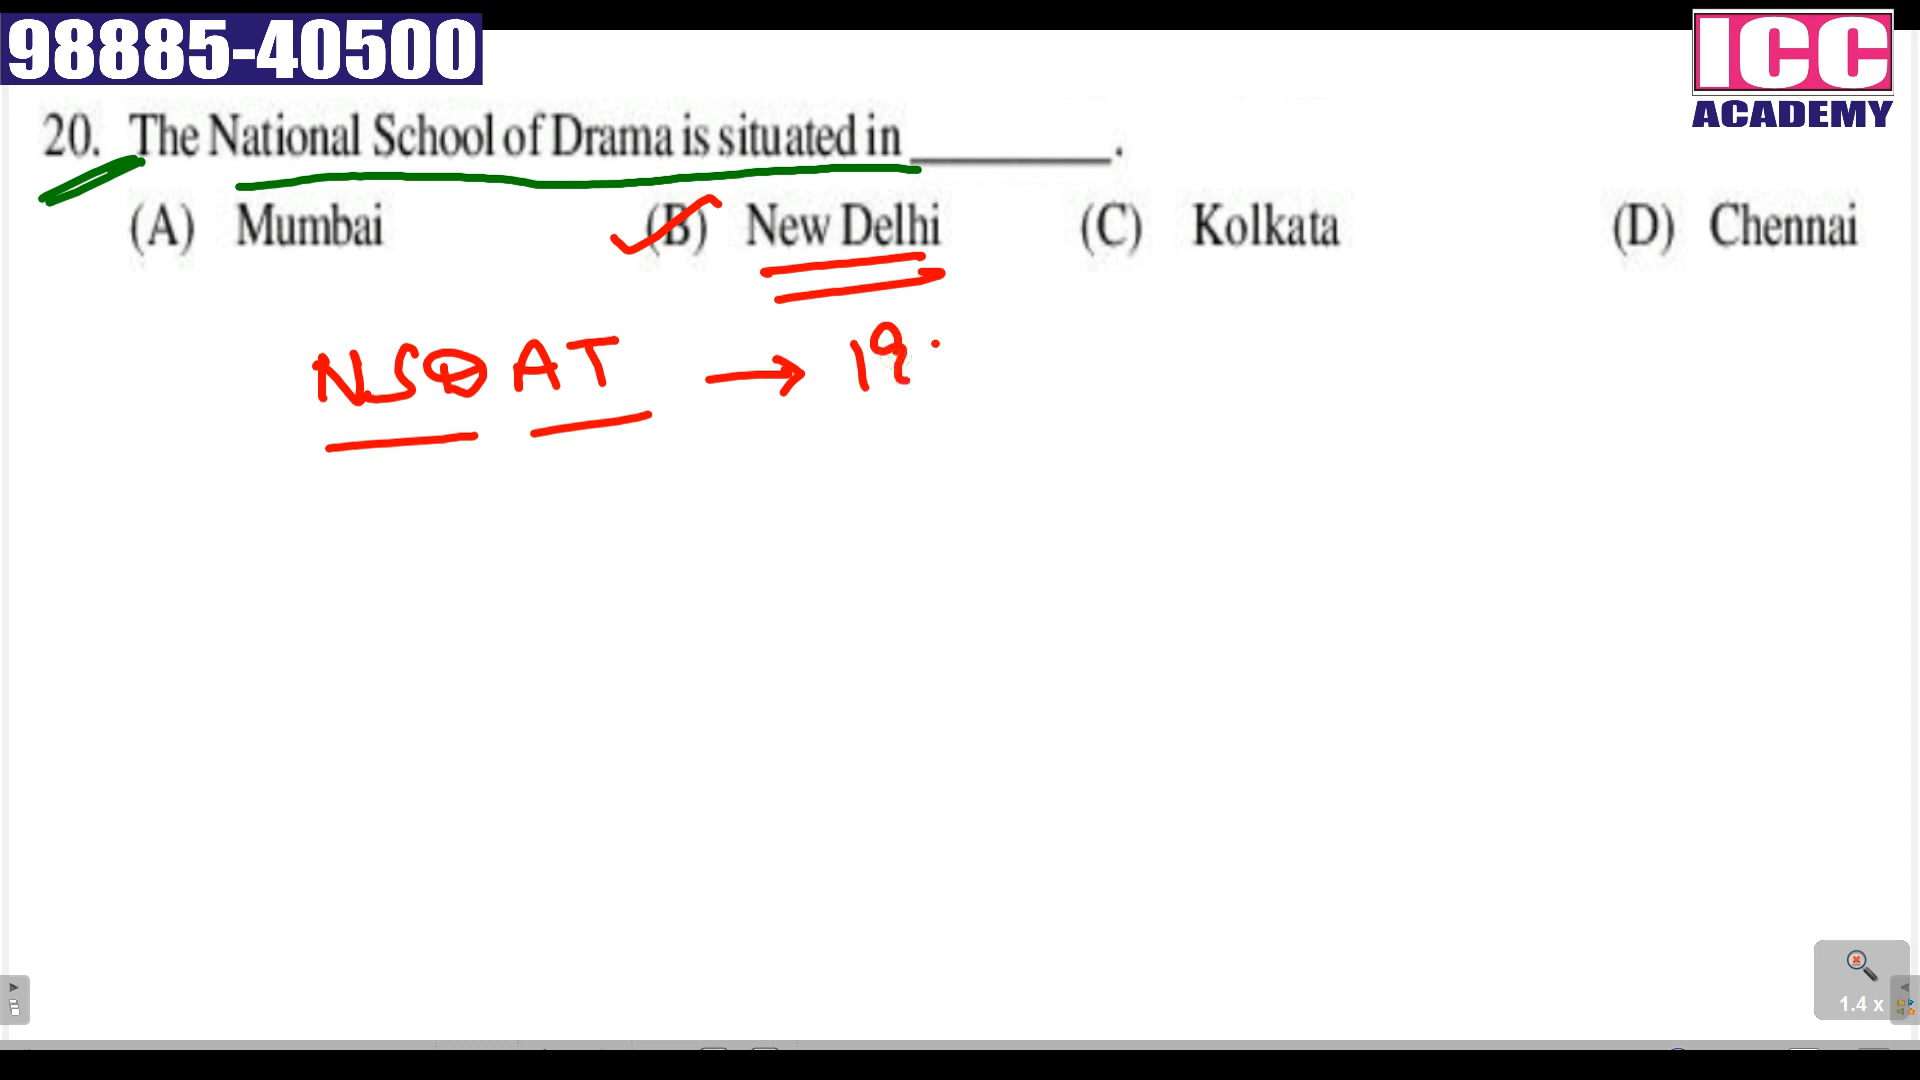 98885-40500
ICC
ACADEMY
20. The National School of Drama is situated in __________.
(A) Mumbai (B) New Delhi (C) Kolkata (D) Chennai
NSD AT → 19
1.4 x